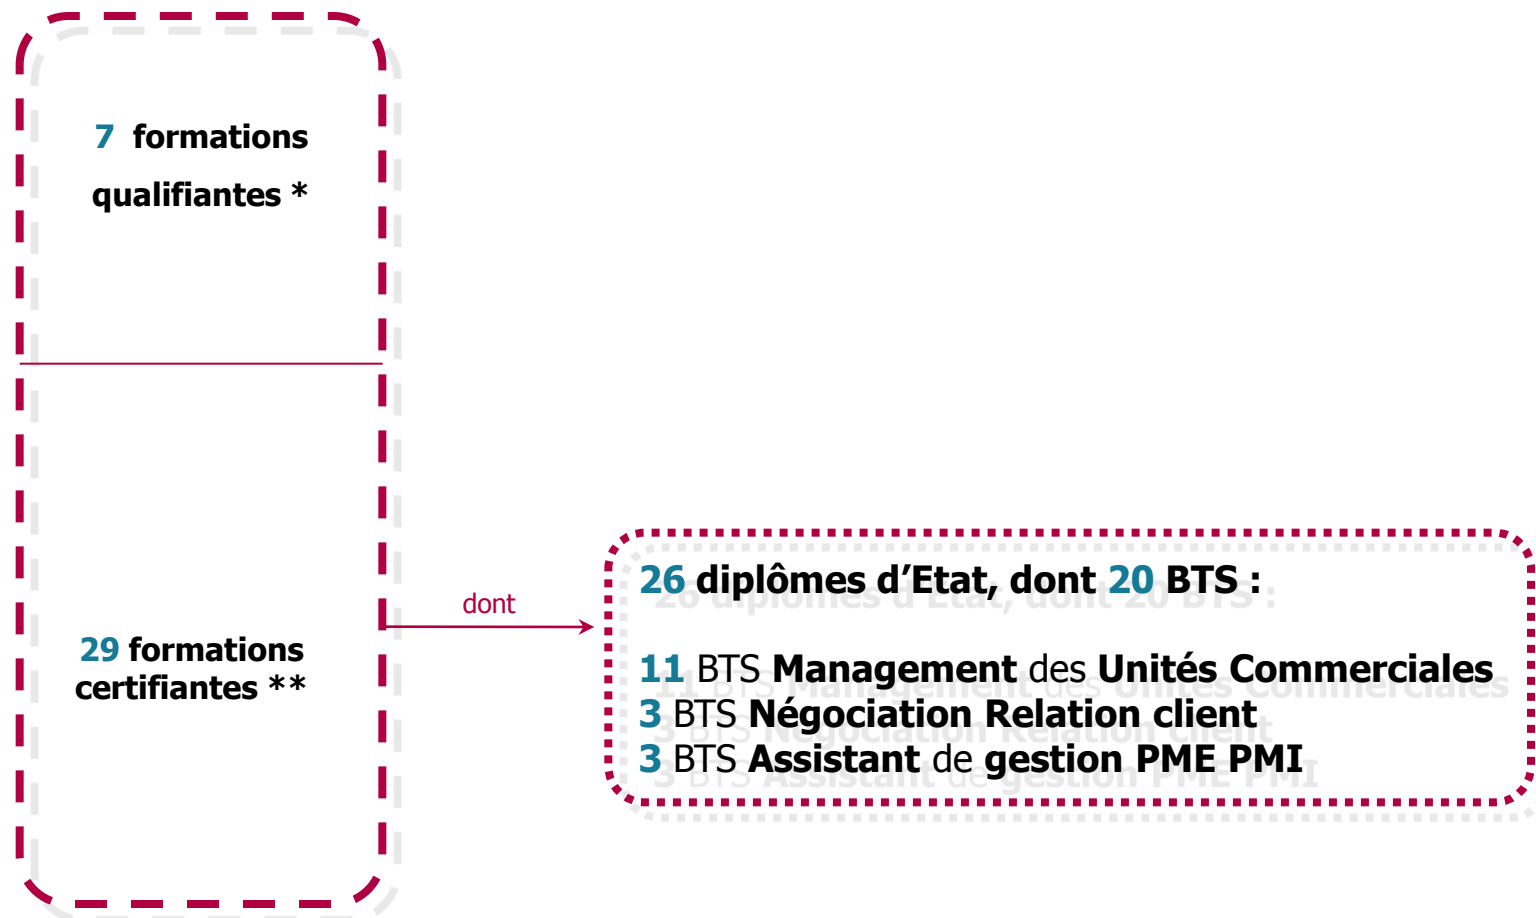 7 formations
qualifiantes *
29 formations
certifiantes **
dont
26 diplômes d’Etat, dont 20 BTS :
11 BTS Management des Unités Commerciales
3 BTS Négociation Relation client
3 BTS Assistant de gestion PME PMI